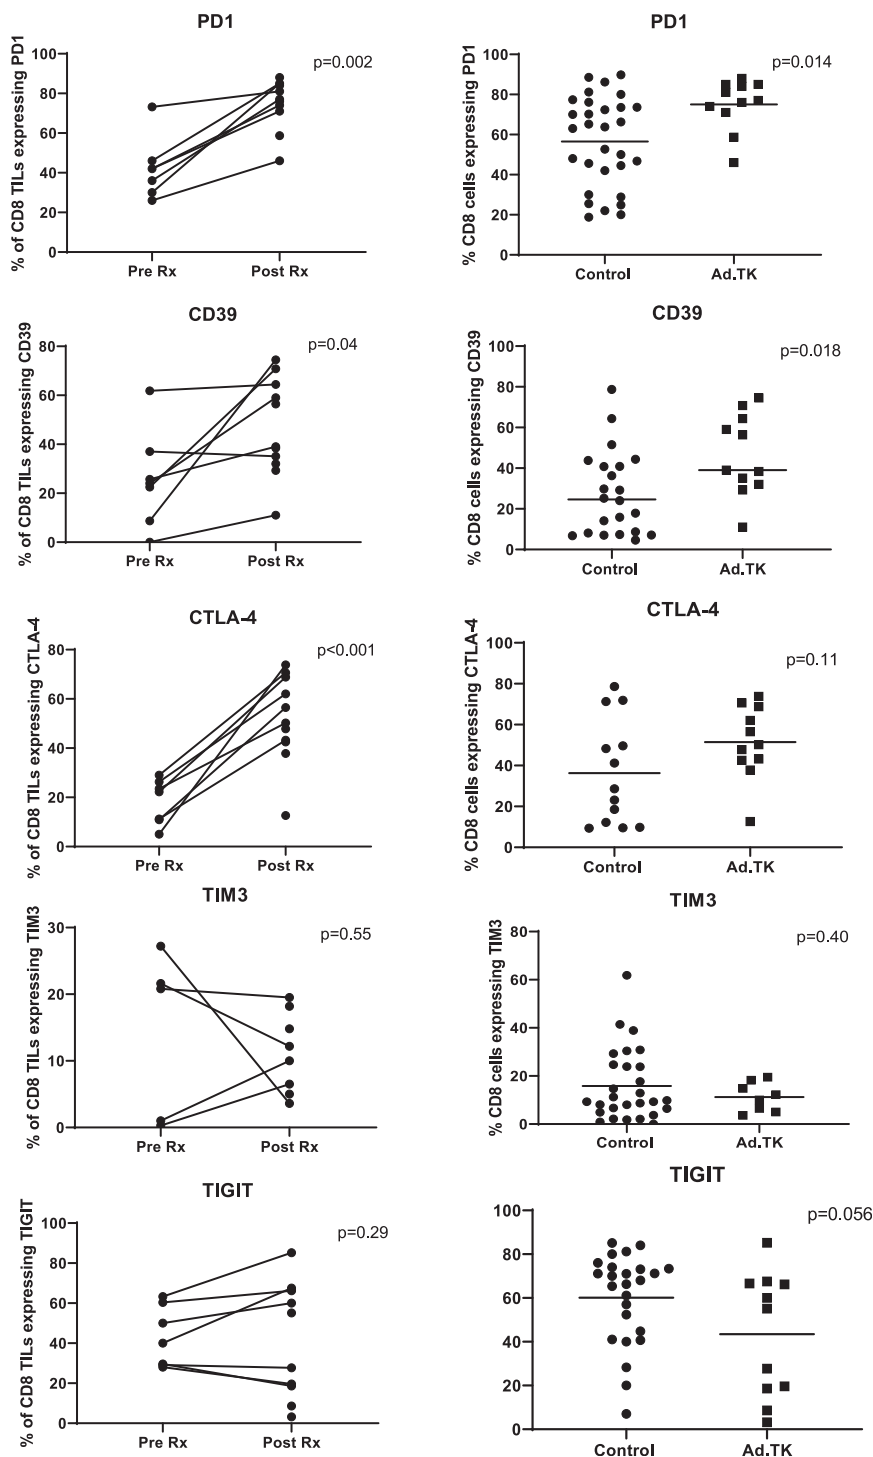 PD1
% of CD8 TILs expressing PD1
p=0.002
100
80
60
40
20
0
Pre Rx Post Rx
PD1
% CD8 cells expressing PD1
p=0.014
100
80
60
40
20
0
Control Ad.TK
CD39
% of CD8 TILs expressing CD39
p=0.04
80
60
40
20
0
Pre Rx Post Rx
CD39
% CD8 cells expressing CD39
p=0.018
100
80
60
40
20
0
Control Ad.TK
CTLA-4
% of CD8 TILs expressing CTLA-4
p<0.001
80
60
40
20
0
Pre Rx Post Rx
CTLA-4
% CD8 cells expressing CTLA-4
p=0.11
100
80
60
40
20
0
Control Ad.TK
TIM3
% of CD8 TILs expressing TIM3
p=0.55
30
20
10
0
Pre Rx Post Rx
TIM3
% CD8 cells expressing TIM3
p=0.40
80
60
40
20
0
Control Ad.TK
TIGIT
% of CD8 TILs expressing TIGIT
p=0.29
100
80
60
40
20
0
Pre Rx Post Rx
TIGIT
% CD8 cells expressing TIGIT
p=0.056
100
80
60
40
20
0
Control Ad.TK